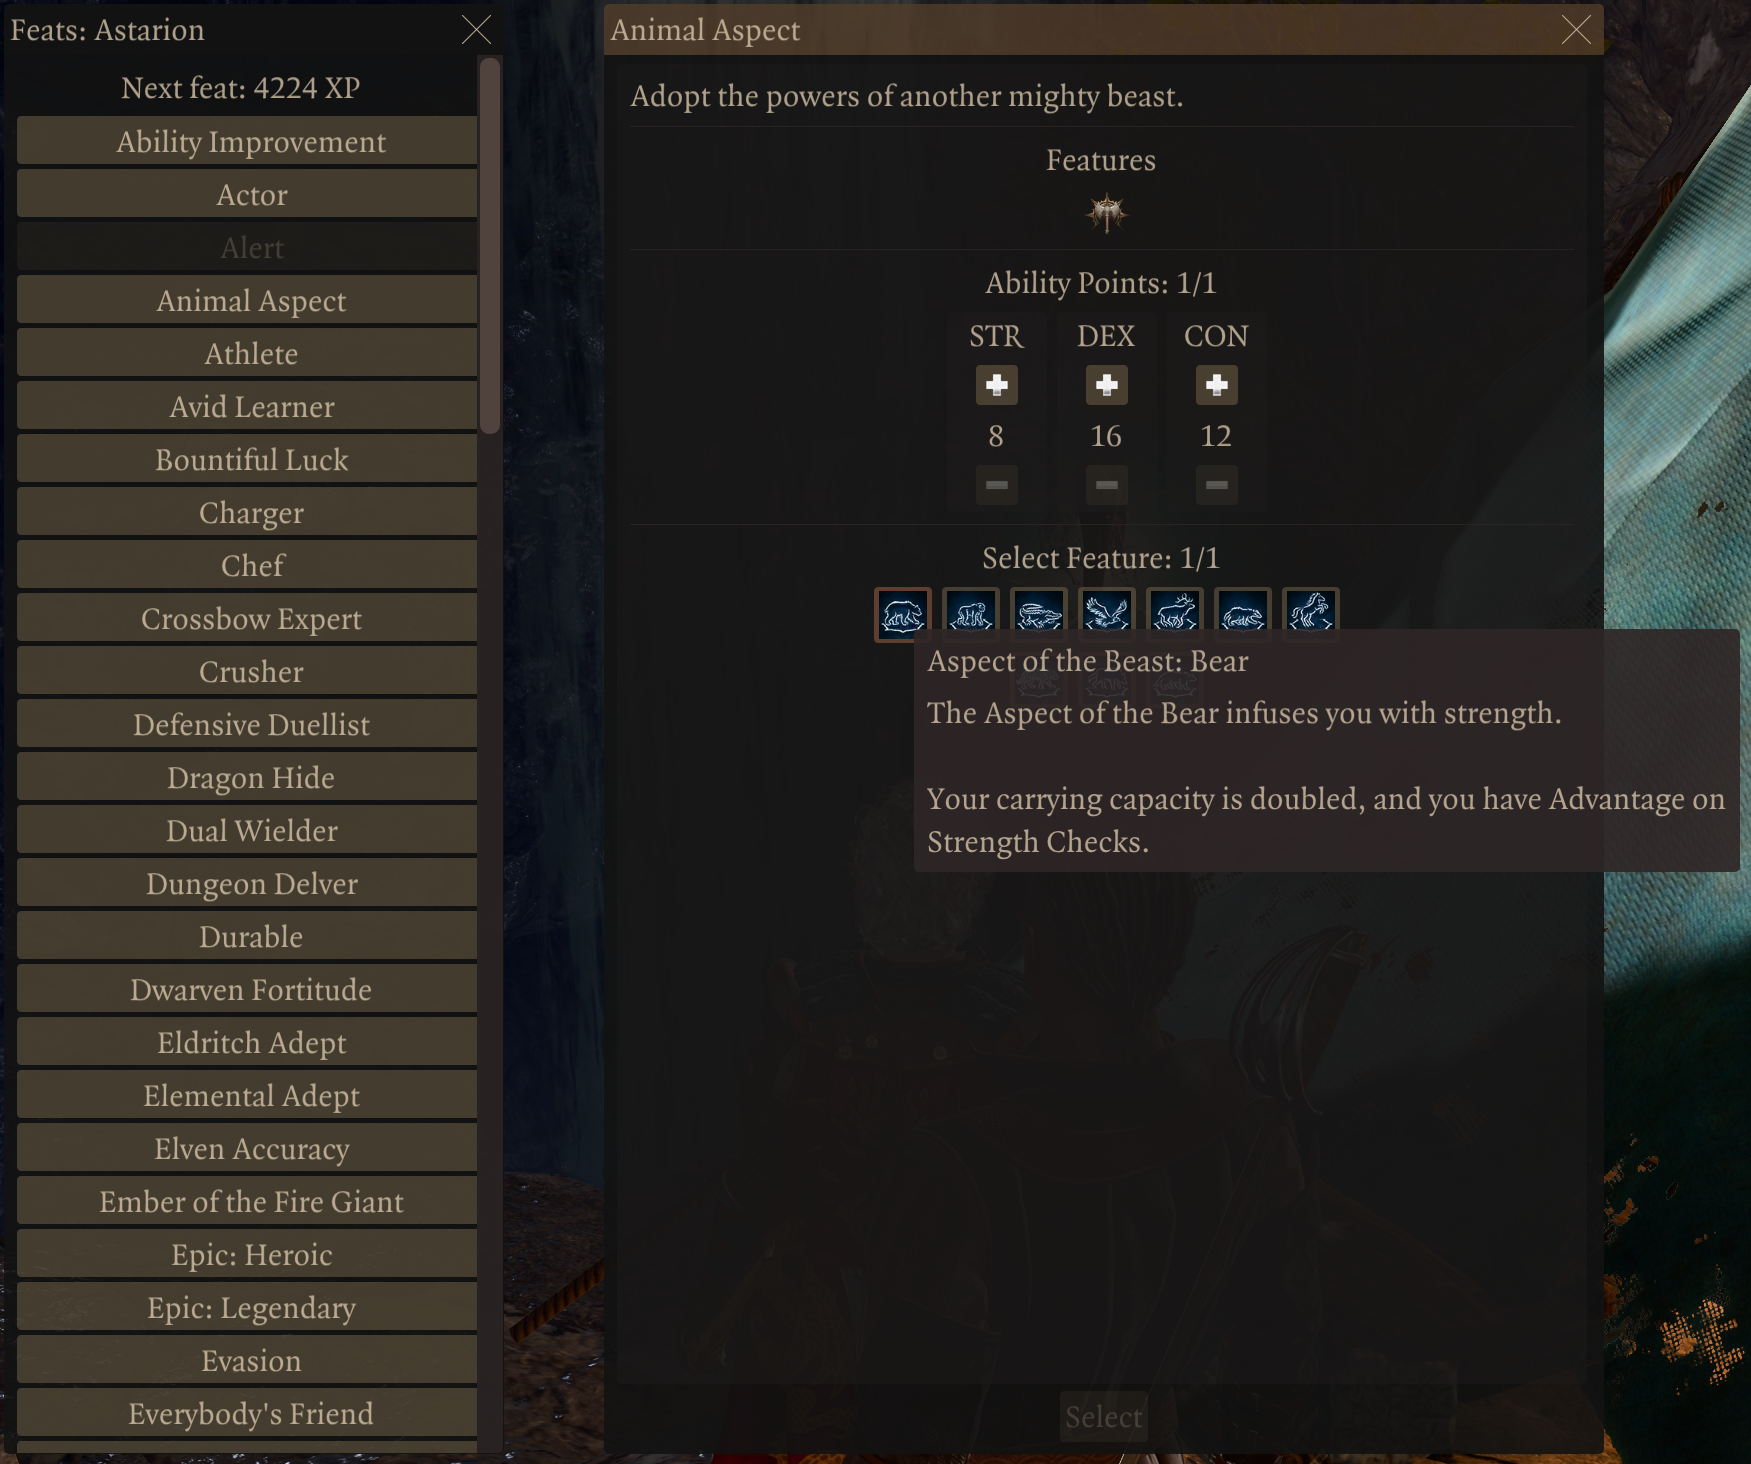 Feats: Astarion
Next feat: 4224 XP
Ability Improvement
Actor
Alert
Animal Aspect
Athlete
Avid Learner
Bountiful Luck
Charger
Chef
Crossbow Expert
Crusher
Defensive Duellist
Dragon Hide
Dual Wielder
Dungeon Delver
Durable
Dwarven Fortitude
Eldritch Adept
Elemental Adept
Elven Accuracy
Ember of the Fire Giant
Epic: Heroic
Epic: Legendary
Evasion
Everybody's Friend
Animal Aspect
Adopt the powers of another mighty beast.
Features
Ability Points: 1/1
STR DEX CON
8 16 12
Select Feature: 1/1
Aspect of the Beast: Bear
The Aspect of the Bear infuses you with strength.
Your carrying capacity is doubled, and you have Advantage on
Strength Checks.
Select